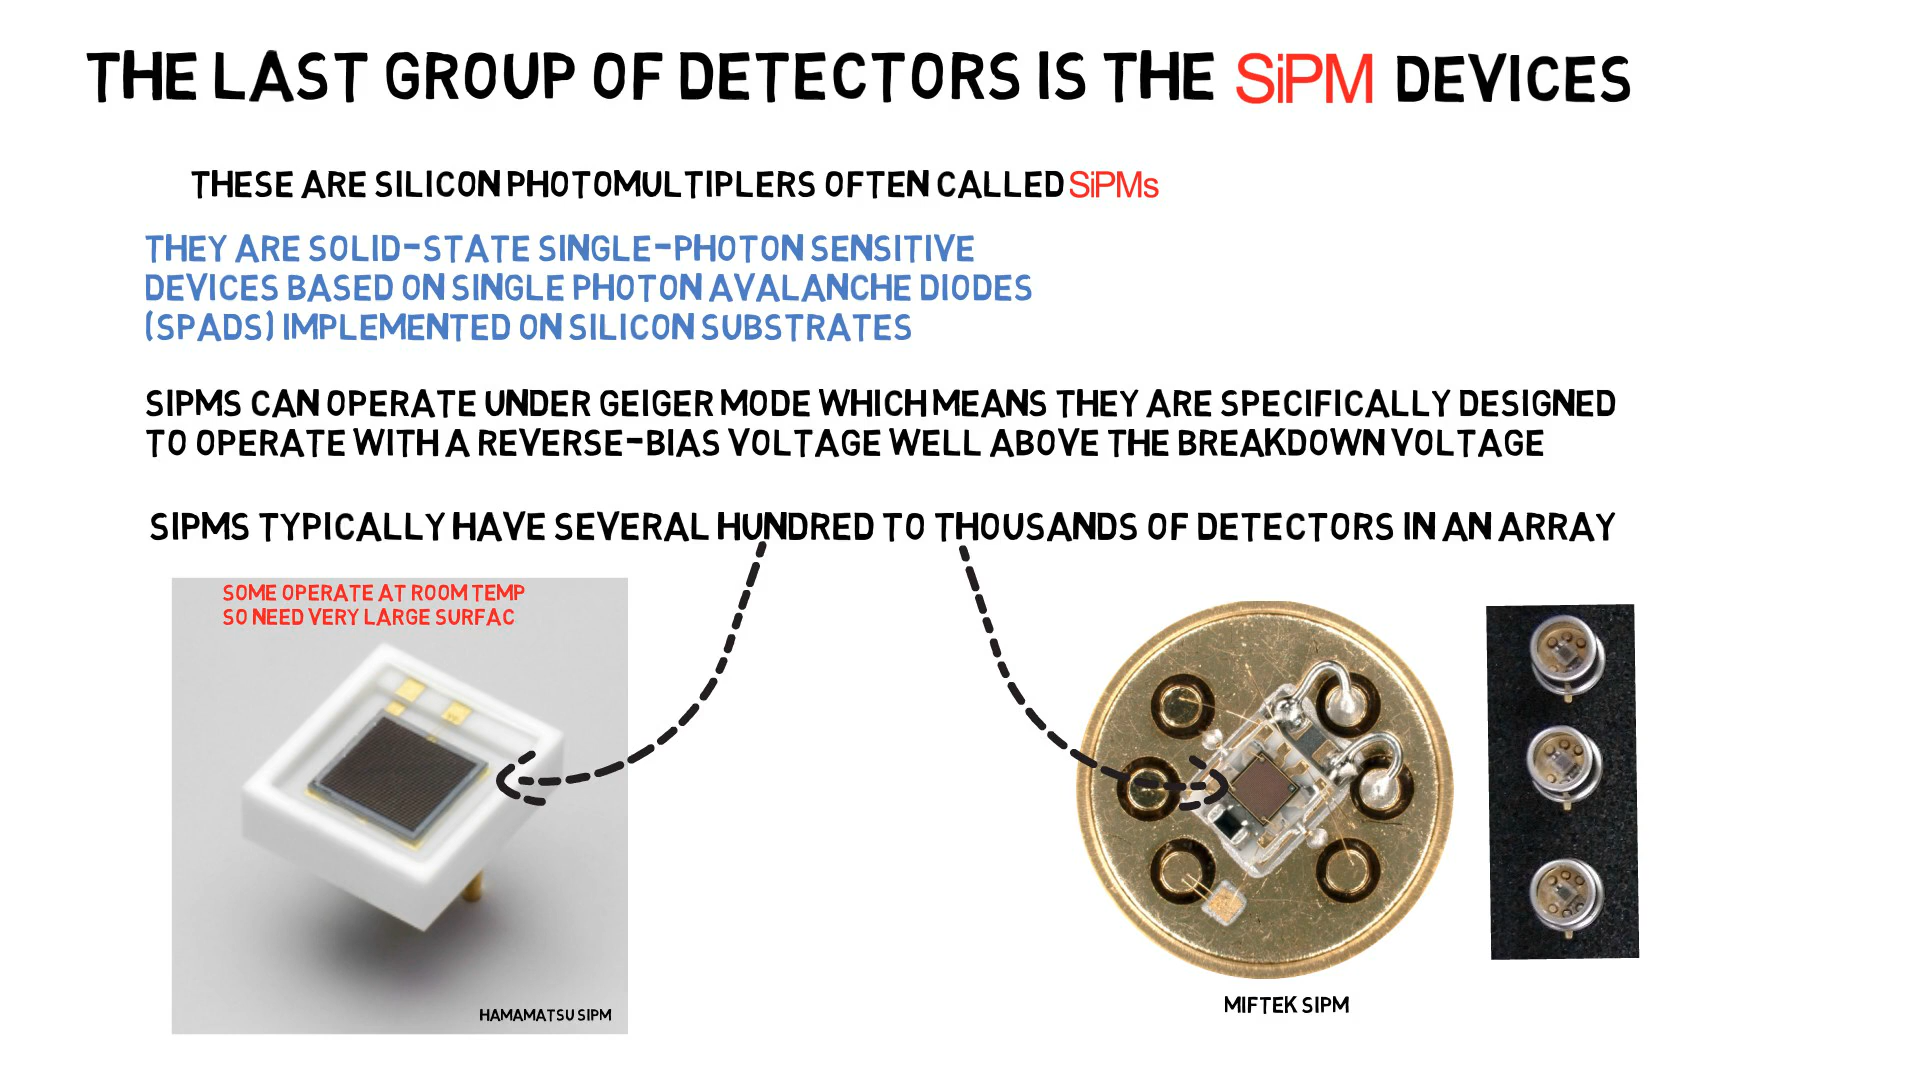 THE LAST GROUP OF DETECTORS IS THE SiPM DEVICES
THESE ARE SILICON PHOTOMULTIPLERS OFTEN CALLED SiPMs
THEY ARE SOLID-STATE SINGLE-PHOTON SENSITIVE
DEVICES BASED ON SINGLE PHOTON AVALANCHE DIODES
(SPADS) IMPLEMENTED ON SILICON SUBSTRATES
SIPMS CAN OPERATE UNDER GEIGER MODE WHICH MEANS THEY ARE SPECIFICALLY DESIGNED
TO OPERATE WITH A REVERSE-BIAS VOLTAGE WELL ABOVE THE BREAKDOWN VOLTAGE
SIPMS TYPICALLY HAVE SEVERAL HUNDRED TO THOUSANDS OF DETECTORS IN AN ARRAY
SOME OPERATE AT ROOM TEMP
SO NEED VERY LARGE SURFAC
HAMAMATSU SIPM
MIFTEK SIPM